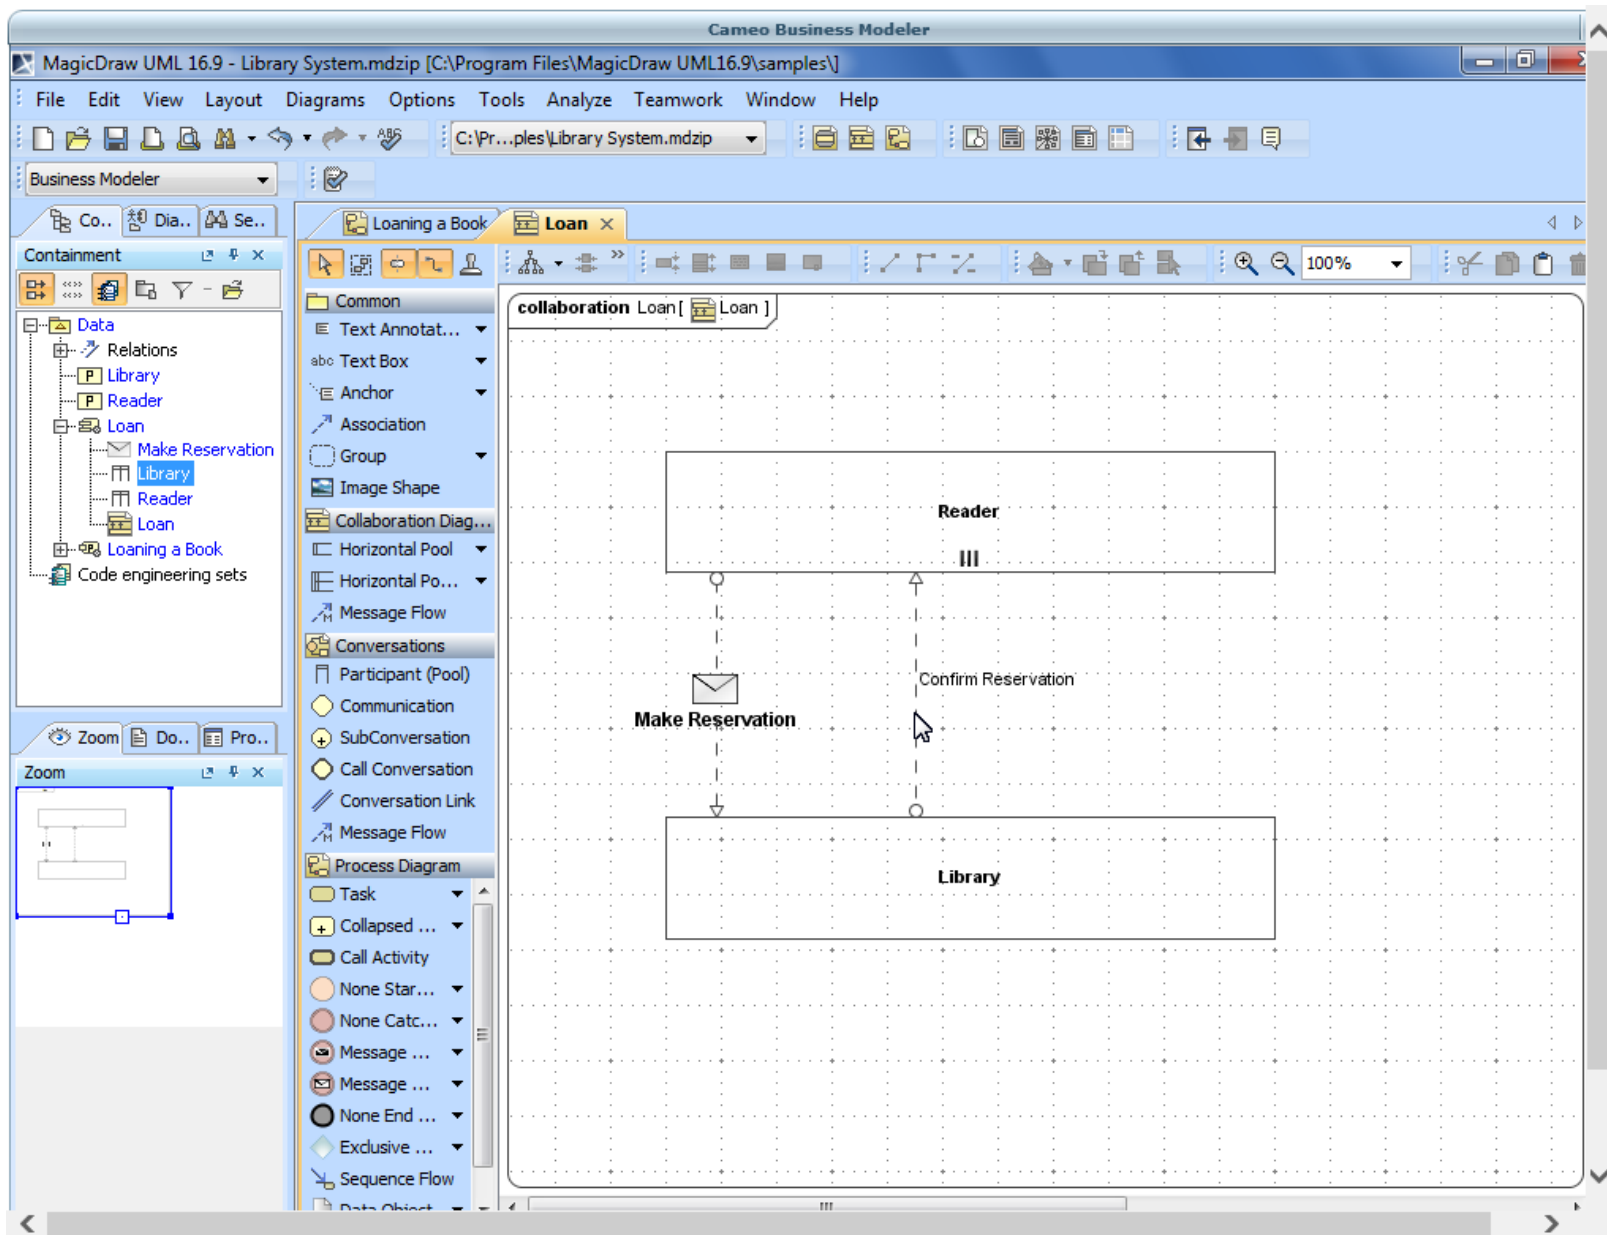 Cameo Business Modeler
MagicDraw UML 16.9 - Library System.mdzip [C:\Program Files\MagicDraw UML16.9\samples\]
File Edit View Layout Diagrams Options Tools Analyze Teamwork Window Help
C:\Pr...ples\Library System.mdzip
Business Modeler
Co.. Dia.. Se..
Loaning a Book Loan
Containment
100%
Data
Relations
P Library
P Reader
Loan
Make Reservation
Library
Reader
Loan
Loaning a Book
Code engineering sets
Zoom Do.. Pro..
Zoom
Common
Text Annotat...
abc Text Box
Anchor
Association
Group
Image Shape
Collaboration Diag...
Horizontal Pool
Horizontal Po...
M Message Flow
Conversations
Participant (Pool)
Communication
SubConversation
Call Conversation
Conversation Link
M Message Flow
Process Diagram
Task
Collapsed ...
Call Activity
None Star...
None Catc...
Message ...
Message ...
None End ...
Exclusive ...
Sequence Flow
Data Object
collaboration Loan [ Loan ]
Reader
Confirm Reservation
Make Reservation
Library